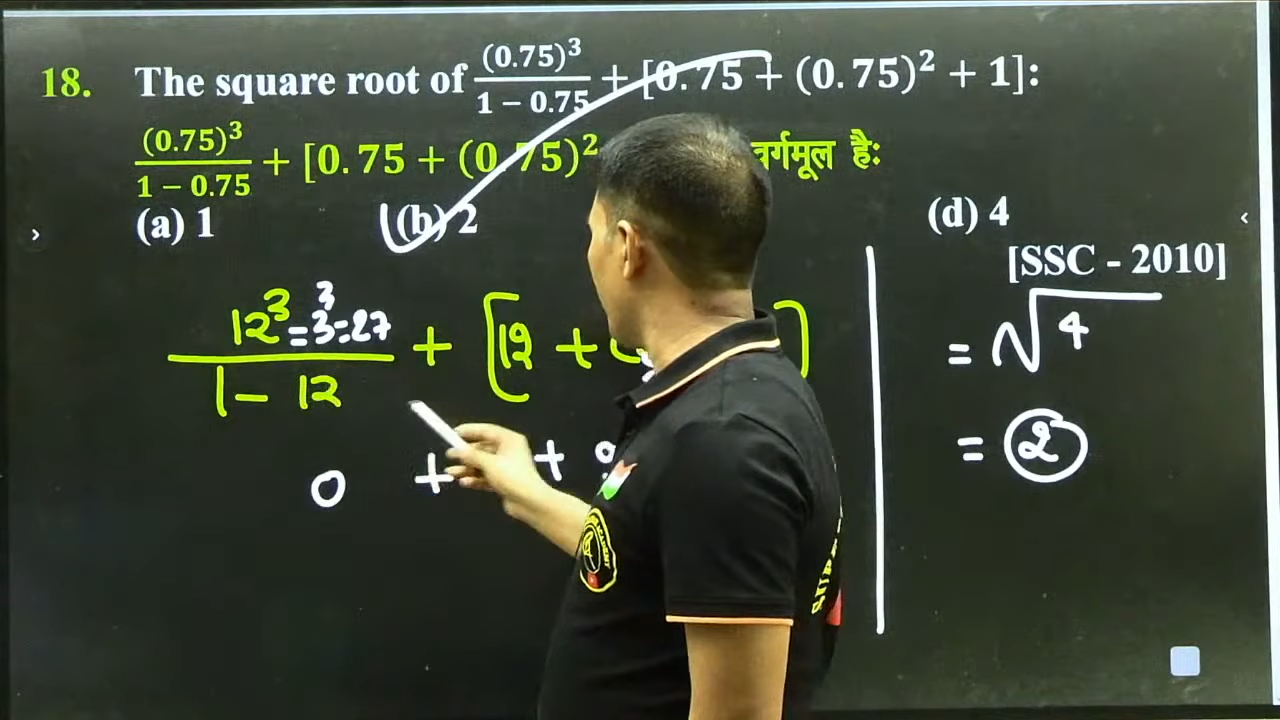 18. The square root of (0.75)³/(1 − 0.75) + [0.75 + (0.75)² + 1]:
(0.75)³/(1 − 0.75) + [0.75 + (0.75)² वर्गमूल है:
(a) 1 (b) 2 (d) 4
[SSC - 2010]
12³ = 3³ = 27 / 1 − 12 + [12 + ]
= √4
0 + + 9
= 2